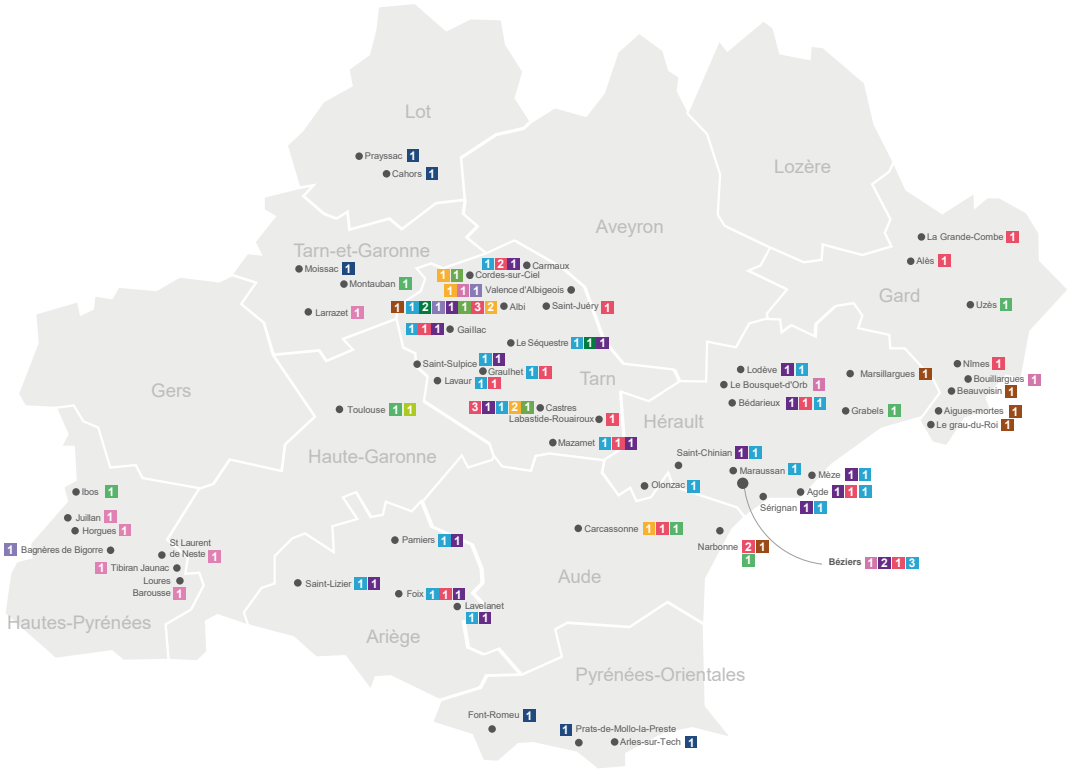 Lot
Prayssac 1
Cahors 1
Lozère
Aveyron
Tarn-et-Garonne
Moissac 1
Montauban 1
Larrazet 1
1 2 1 Carmaux
1 1 Cordes-sur-Ciel
1 1 1 Valence d'Albigeois
1 1 2 1 1 1 3 2 Albi
Saint-Juéry 1
1 1 1 Gaillac
Le Séquestre 1 1 1
Saint-Sulpice 1 1
Graulhet 1 1
Lavaur 1 1
Tarn
3 1 1 2 1 Castres
Labastide-Rouairoux 1
Mazamet 1 1 1
La Grande-Combe 1
Alès 1
Gard
Uzès 1
Nîmes 1
Bouillargues 1
Beauvoisin 1
Aigues-mortes 1
Le grau-du-Roi 1
Lodève 1 1
Le Bousquet-d'Orb 1
Bédarieux 1 1 1
Marsillargues 1
Grabels 1
Hérault
Saint-Chinian 1 1
Maraussan 1
Olonzac 1
Mèze 1 1
Agde 1 1 1
Sérignan 1 1
Béziers 1 2 1 3
Gers
Toulouse 1 1
Haute-Garonne
Ibos 1
Juillan 1
Horgues 1
1 Bagnères de Bigorre
St Laurent
de Neste 1
1 Tibiran Jaunac
Loures
Barousse 1
Hautes-Pyrénées
Pamiers 1 1
Saint-Lizier 1 1
Foix 1 1 1
Lavelanet
1 1
Ariège
Carcassonne 1 1 1
Narbonne 2 1
1
Aude
Pyrénées-Orientales
Font-Romeu 1
1 Prats-de-Mollo-la-Preste
Arles-sur-Tech 1